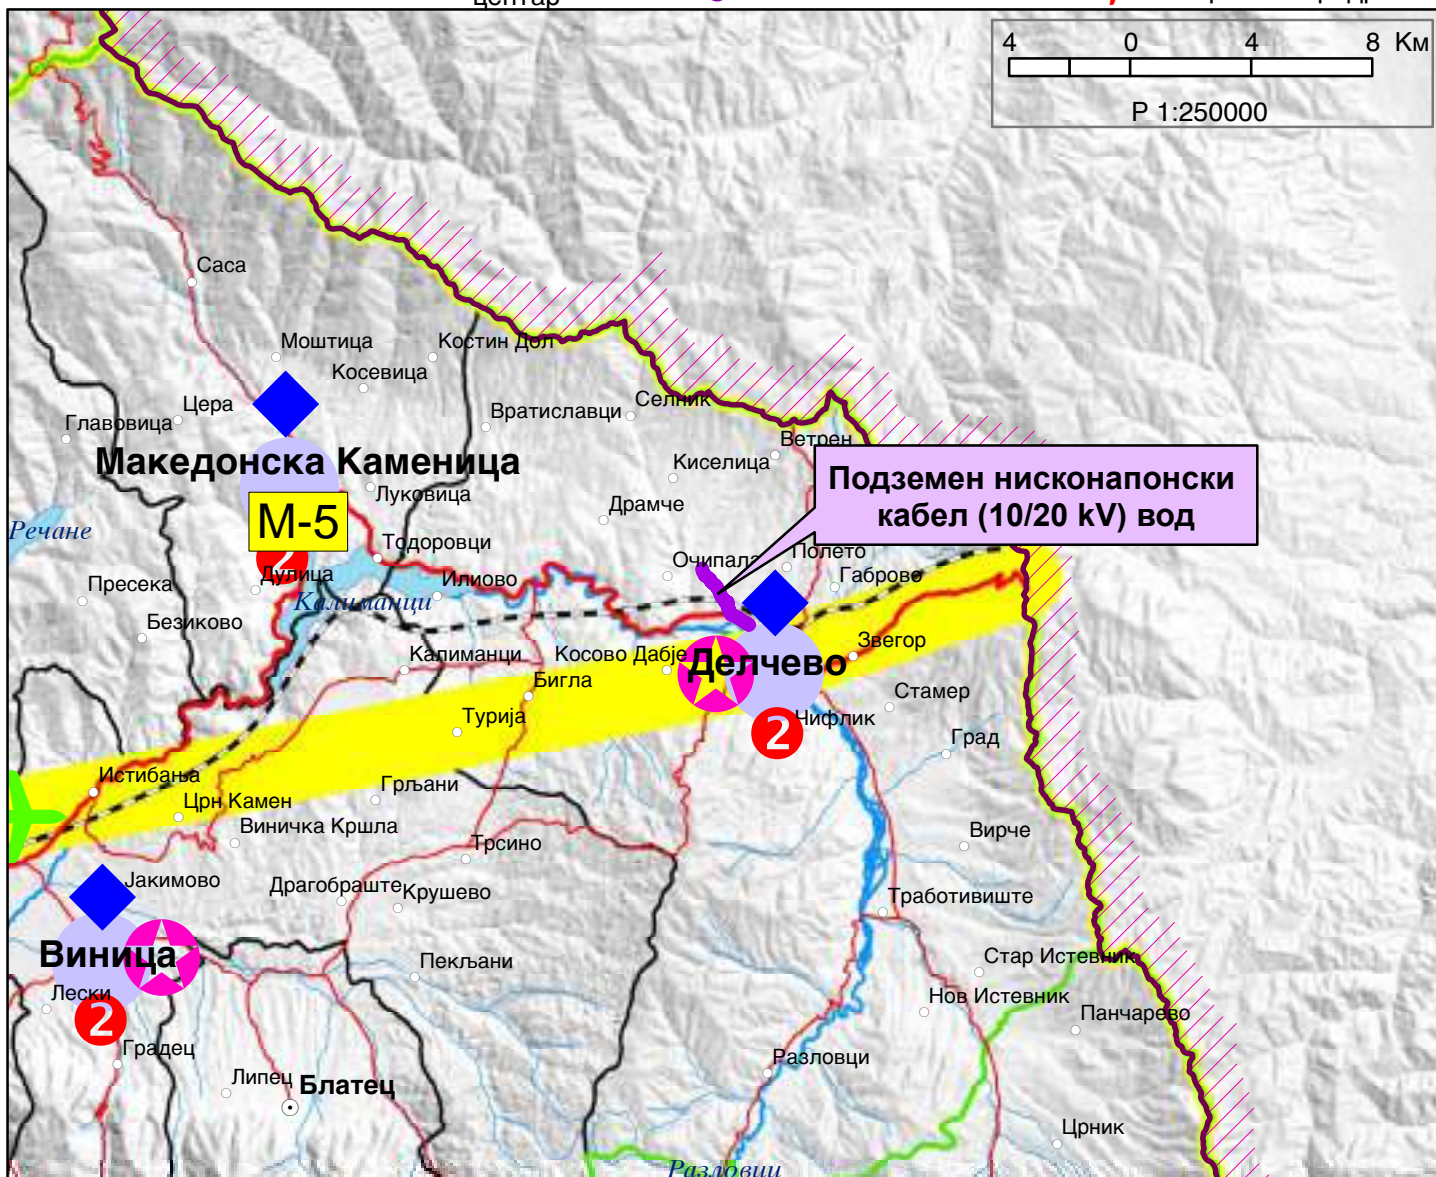 центар
4 0 4 8 Км
Р 1:250000
Саса
Моштица
Костин Дол
Косевица
Цера
Главовица
Вратиславци
Селник
Ветрен
Македонска Каменица
Киселица
Подземен нисконапонски
кабел (10/20 kV) вод
Луковица
Драмче
М-5
Речане
Тодоровци
Очипала
Полето
2
Дулица
Илиово
Габрово
Пресека
Калиманци
Безиково
Калиманци
Косово Дабје
Делчево
Звегор
Бигла
Стамер
Турија
2
Чифлик
Град
Истибања
Грљани
Црн Камен
Виничка Кршла
Вирче
Трсино
Јакимово
Драгобраште
Крушево
Тработивиште
Виница
Пекљани
Стар Истевник
Лески
2
Нов Истевник
Панчарево
Градец
Разловци
Липец
Блатец
Црник
Разловци